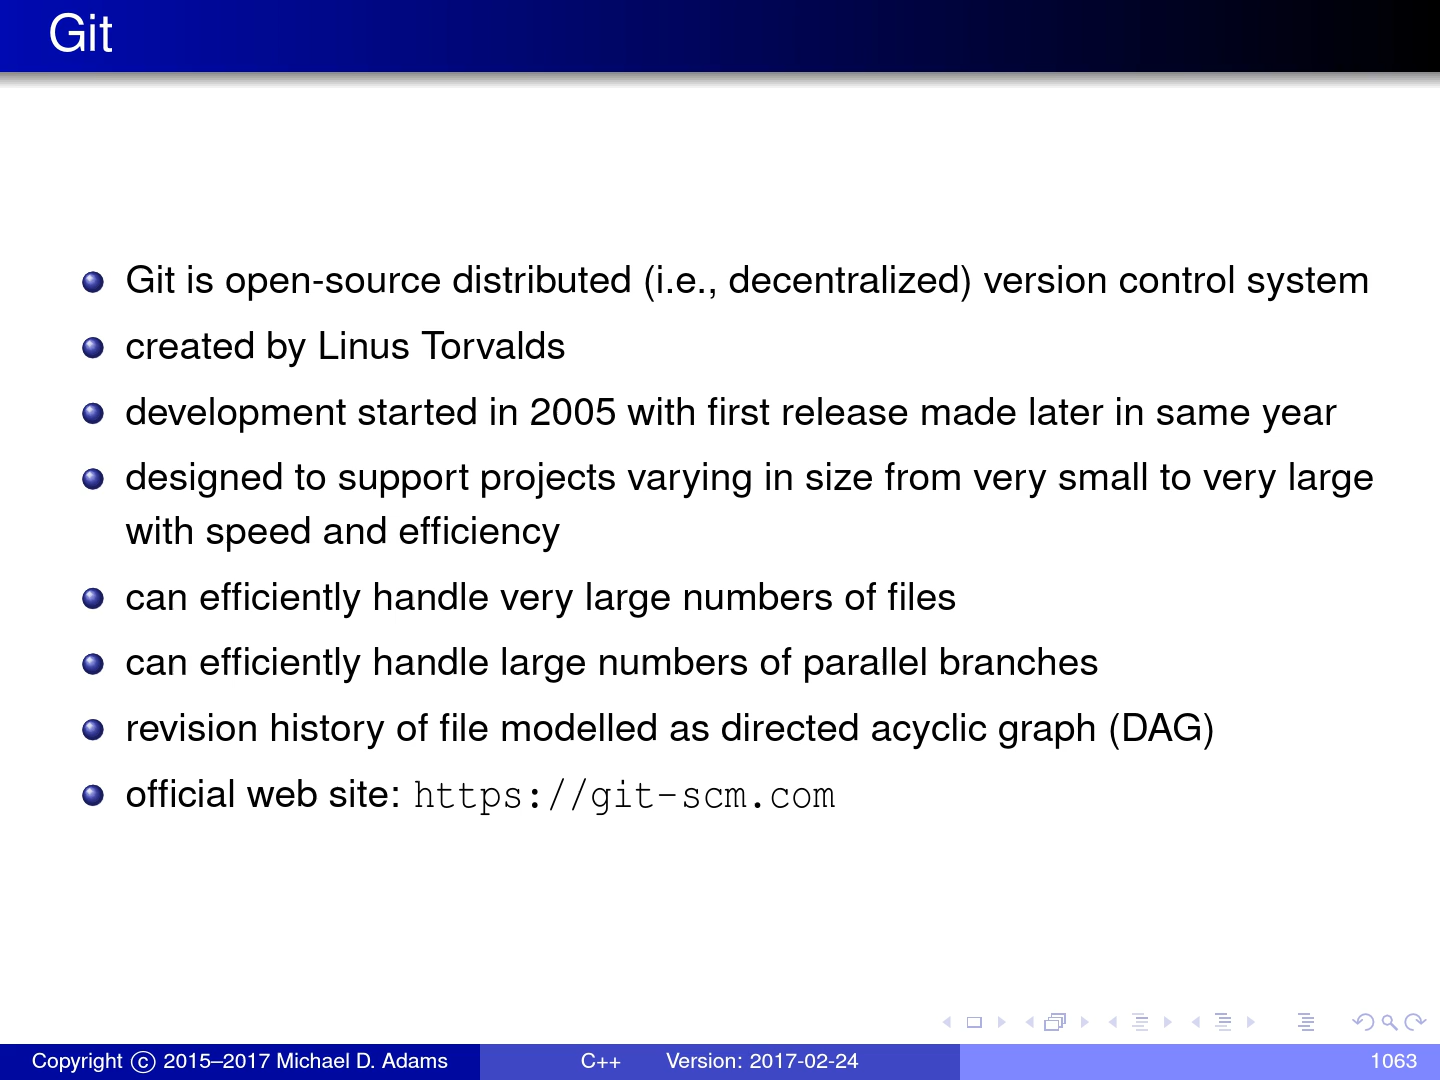 Git
Git is open-source distributed (i.e., decentralized) version control system
created by Linus Torvalds
development started in 2005 with first release made later in same year
designed to support projects varying in size from very small to very large
with speed and efficiency
can efficiently handle very large numbers of files
can efficiently handle large numbers of parallel branches
revision history of file modelled as directed acyclic graph (DAG)
official web site: https://git-scm.com
Copyright © 2015–2017 Michael D. Adams C++ Version: 2017-02-24 1063